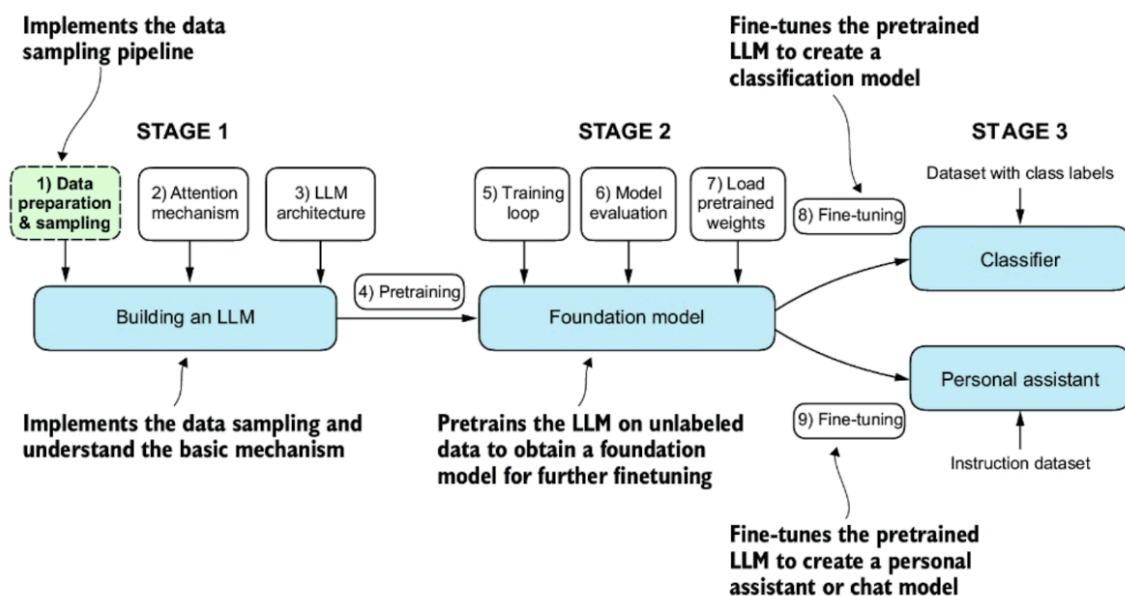 Implements the data
sampling pipeline
Fine-tunes the pretrained
LLM to create a
classification model
STAGE 1
STAGE 2
STAGE 3
1) Data
preparation
& sampling
2) Attention
mechanism
3) LLM
architecture
5) Training
loop
6) Model
evaluation
7) Load
pretrained
weights
8) Fine-tuning
Dataset with class labels
4) Pretraining
Building an LLM
Foundation model
Classifier
Personal assistant
Implements the data sampling and
understand the basic mechanism
Pretrains the LLM on unlabeled
data to obtain a foundation
model for further finetuning
9) Fine-tuning
Instruction dataset
Fine-tunes the pretrained
LLM to create a personal
assistant or chat model